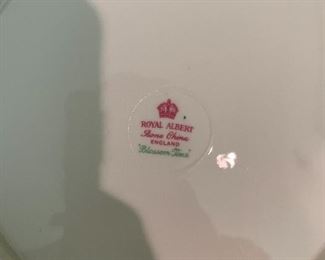 ROYAL ALBERT
Bone China
ENGLAND
"Blossom Time"